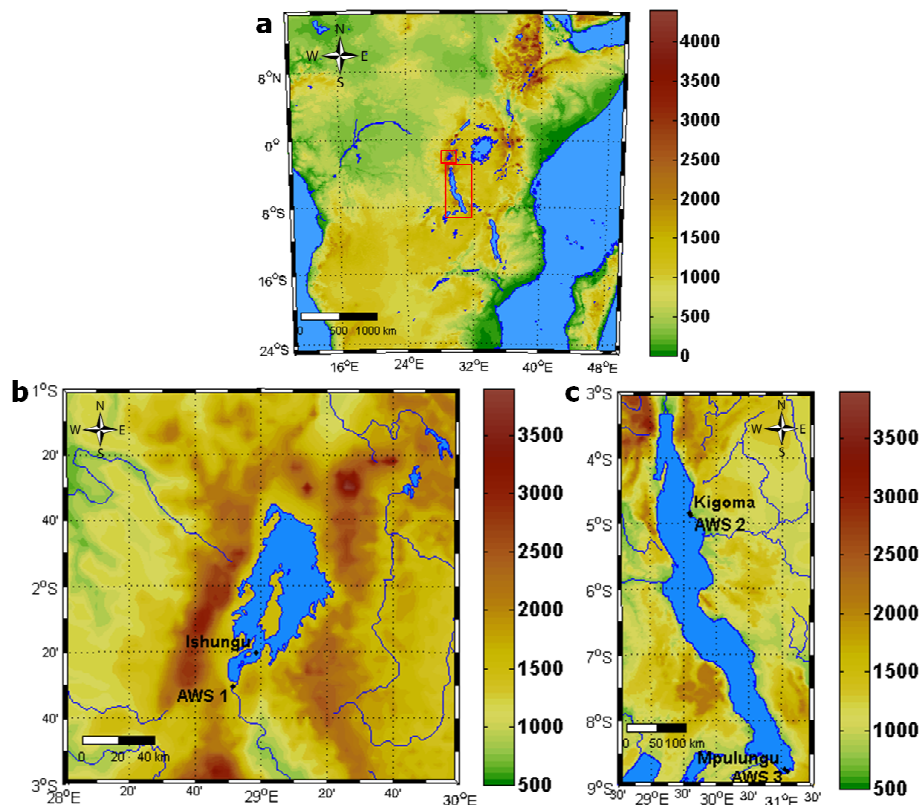 a
N
W E
S
8°N
0°
8°S
16°S
24°S
16°E 24°E 32°E 40°E 48°E
0 500 1000 km
4000
3500
3000
2500
2000
1500
1000
500
0
b
N
W E
S
1°S
20'
40'
2°S
20'
40'
3°S
28°E 20' 40' 29°E 20' 40' 30°E
Ishungu
AWS 1
0 20 40 km
3500
3000
2500
2000
1500
1000
500
c
N
W E
S
3°S
4°S
5°S
6°S
7°S
8°S
9°S
30' 29°E 30' 30°E 30' 31°E 30'
Kigoma
AWS 2
0 50 100 km
Mpulungu
AWS 3
3500
3000
2500
2000
1500
1000
500